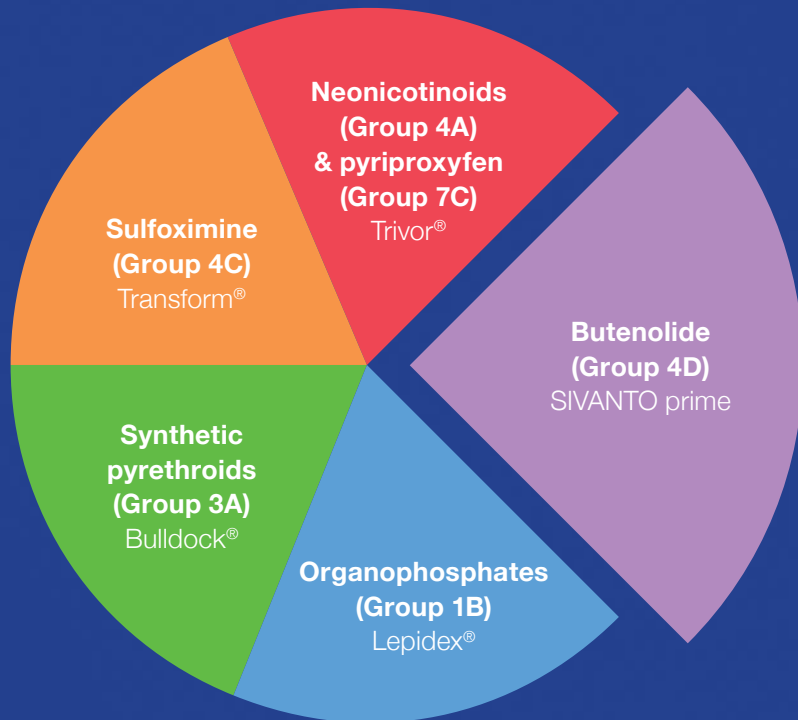 Neonicotinoids
(Group 4A)
& pyriproxyfen
(Group 7C)
Trivor®
Sulfoximine
(Group 4C)
Transform®
Butenolide
(Group 4D)
SIVANTO prime
Synthetic
pyrethroids
(Group 3A)
Bulldock®
Organophosphates
(Group 1B)
Lepidex®